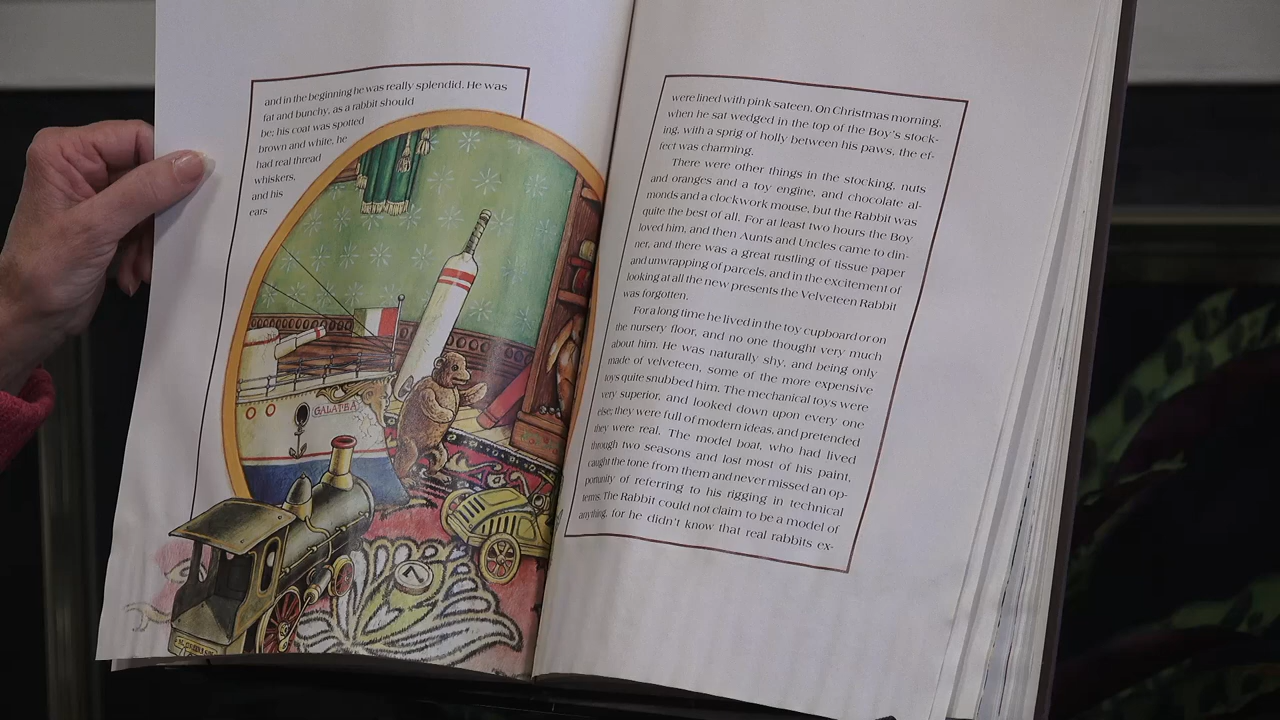 and in the beginning he was really splendid. He was
fat and bunchy, as a rabbit should
be; his coat was spotted
brown and white, he
had real thread
whiskers,
and his
ears
GALATEA
were lined with pink sateen. On Christmas morning,
when he sat wedged in the top of the Boy's stock-
ing, with a sprig of holly between his paws, the ef-
fect was charming.
There were other things in the stocking, nuts
and oranges and a toy engine, and chocolate al-
monds and a clockwork mouse, but the Rabbit was
quite the best of all. For at least two hours the Boy
loved him, and then Aunts and Uncles came to din-
ner, and there was a great rustling of tissue paper
and unwrapping of parcels, and in the excitement of
looking at all the new presents the Velveteen Rabbit
was forgotten.
For a long time he lived in the toy cupboard or on
the nursery floor, and no one thought very much
about him. He was naturally shy, and being only
made of velveteen, some of the more expensive
toys quite snubbed him. The mechanical toys were
very superior, and looked down upon every one
else; they were full of modern ideas, and pretended
they were real. The model boat, who had lived
through two seasons and lost most of his paint,
caught the tone from them and never missed an op-
portunity of referring to his rigging in technical
terms. The Rabbit could not claim to be a model of
anything, for he didn't know that real rabbits ex-